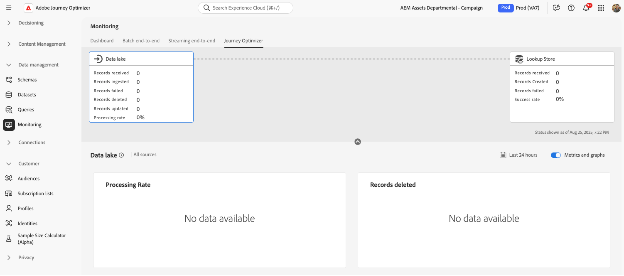 Adobe Journey Optimizer
Search Experience Cloud (⌘+/)
AEM Assets Departmental - Campaign
Prod
Prod (VA7)
Decisioning
Content Management
Data management
Schemas
Datasets
Queries
Monitoring
Connections
Customer
Audiences
Subscription lists
Profiles
Identities
Sample Size Calculator
(Alpha)
Privacy
Monitoring
Dashboard
Batch end-to-end
Streaming end-to-end
Journey Optimizer
Data lake
Records received 0
Records ingested 0
Records failed 0
Records deleted 0
Records updated 0
Processing rate 0%
Lookup Store
Records received 0
Records Created 0
Records failed 0
Success rate 0%
Status shown as of Aug 25, 2025,
Data lake
All sources
Last 24 hours
Metrics and graphs
Processing Rate
No data available
Records deleted
No data available